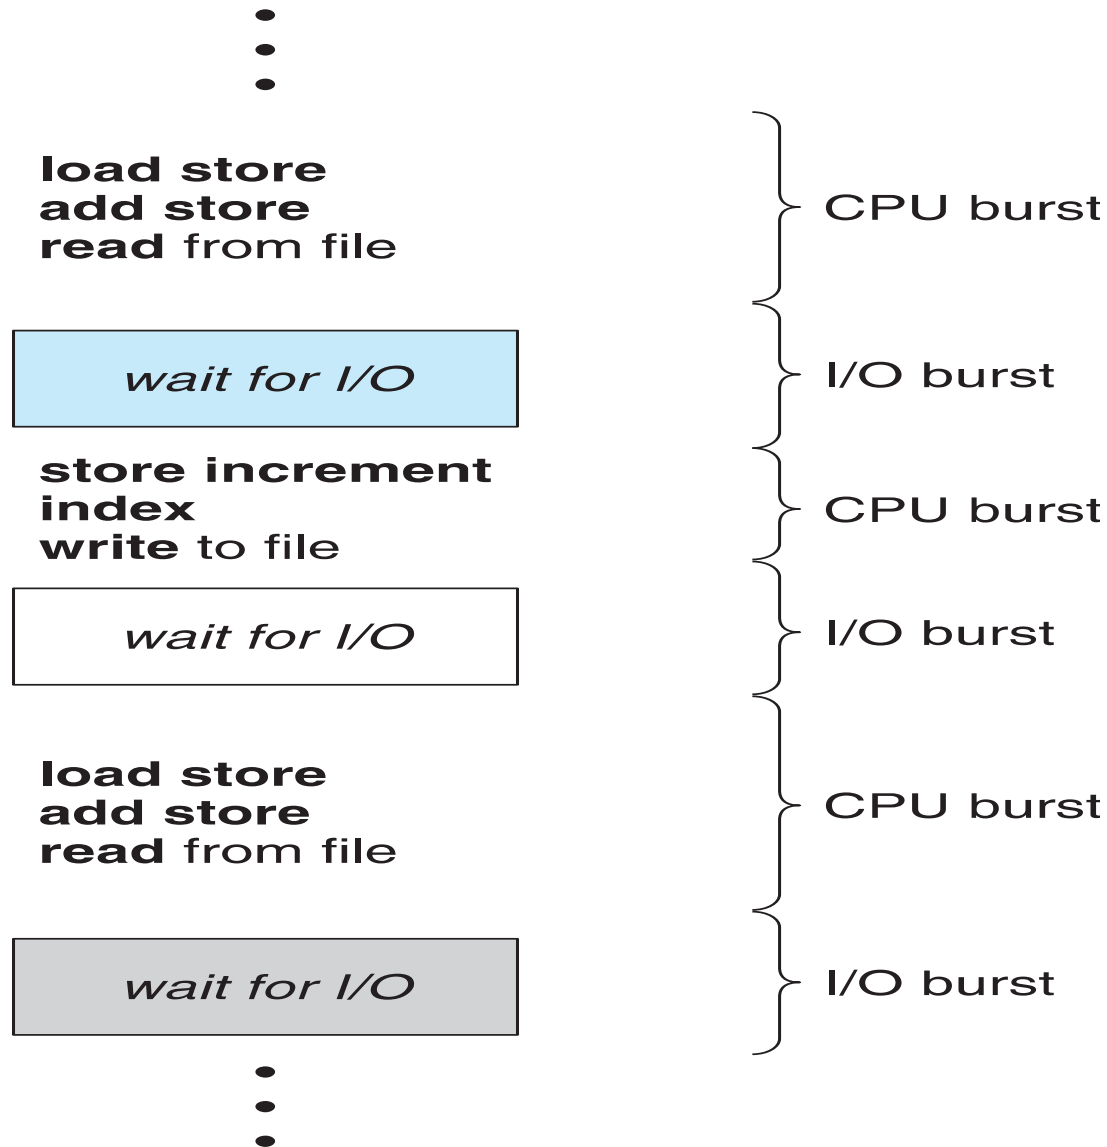 load store
add store
read from file
CPU burst
wait for I/O
I/O burst
store increment
index
write to file
CPU burst
wait for I/O
I/O burst
load store
add store
read from file
CPU burst
wait for I/O
I/O burst